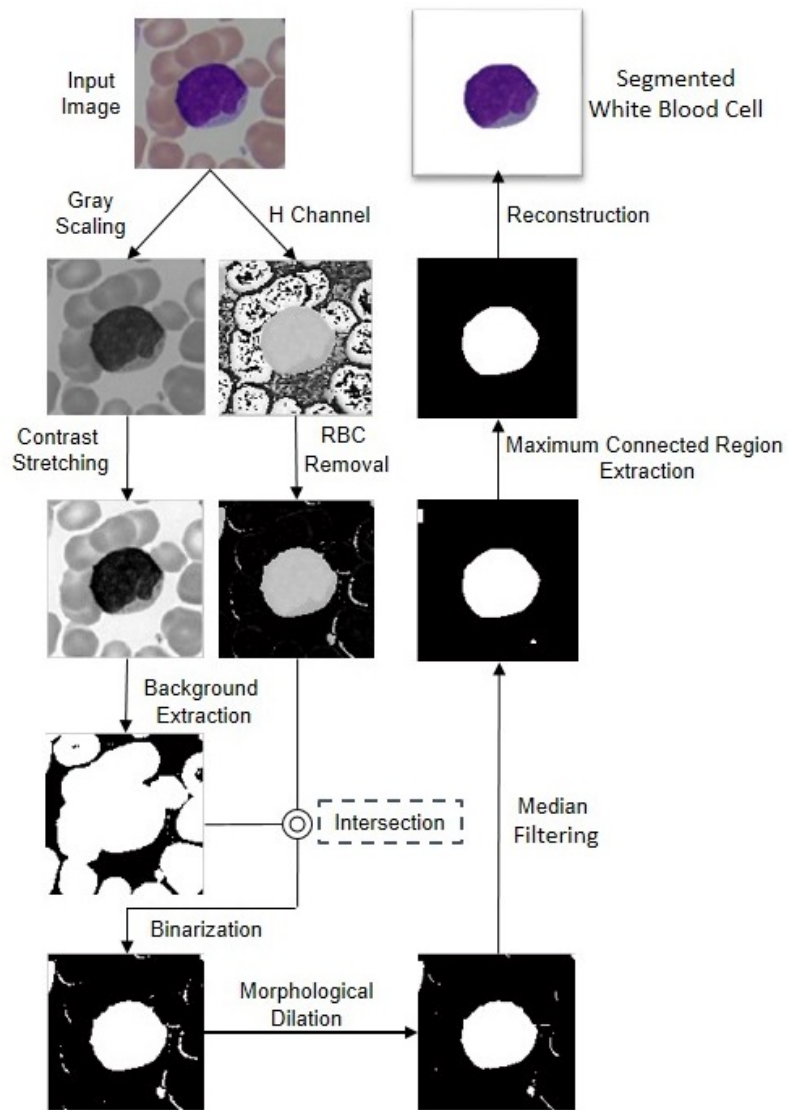 Input
Image
Segmented
White Blood Cell
Gray
Scaling
H Channel
Reconstruction
Contrast
Stretching
RBC
Removal
Maximum Connected Region
Extraction
Background
Extraction
Intersection
Median
Filtering
Binarization
Morphological
Dilation